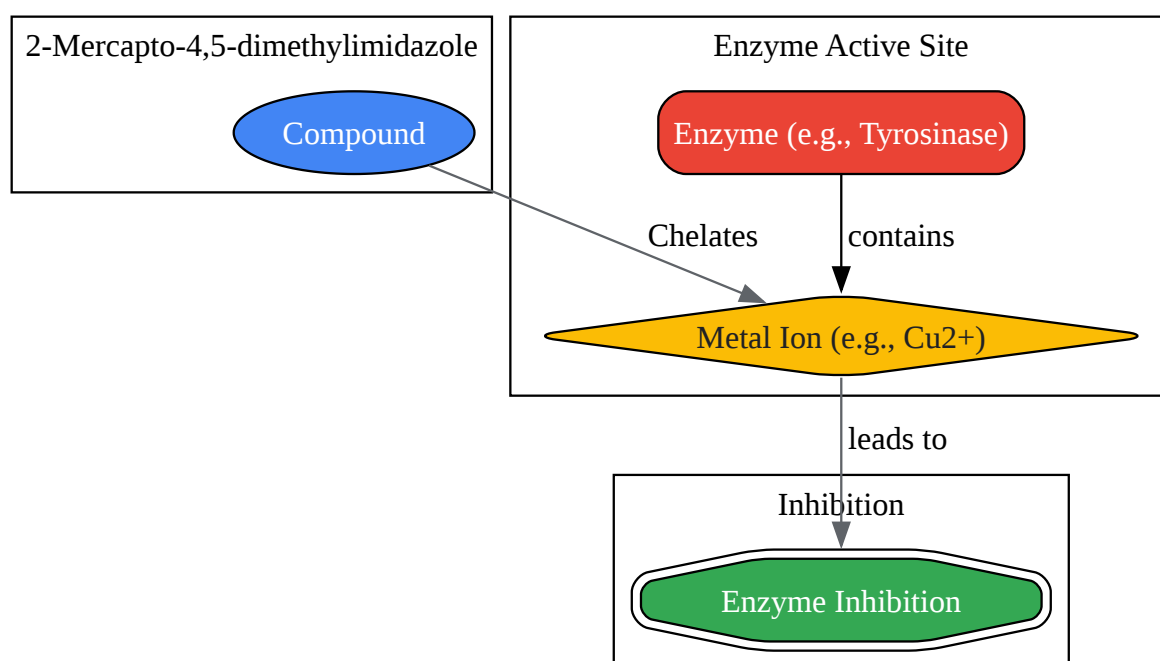 2-Mercapto-4,5-dimethylimidazole
Enzyme Active Site
Compound
Enzyme (e.g., Tyrosinase)
Chelates
contains
Metal Ion (e.g., Cu2+)
leads to
Inhibition
Enzyme Inhibition